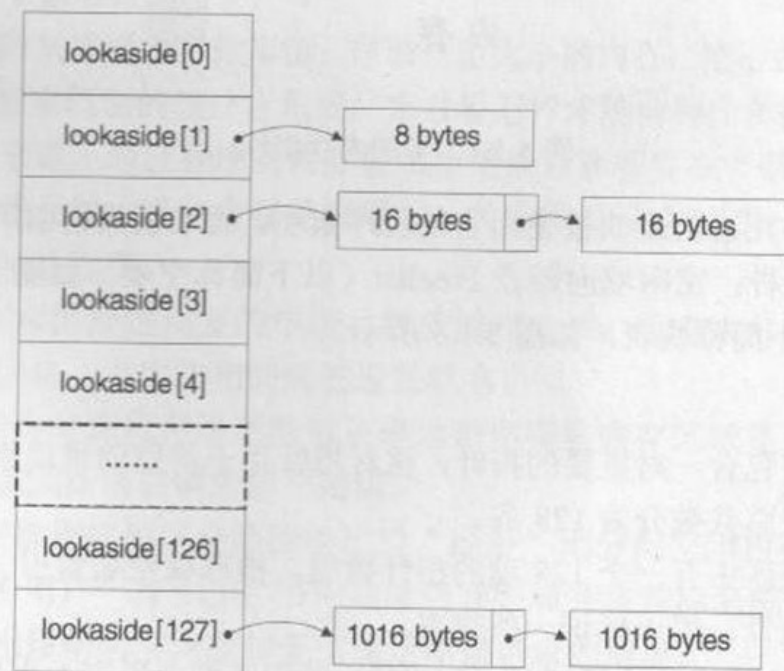 lookaside[0]
lookaside[1]
8 bytes
lookaside[2]
16 bytes
16 bytes
lookaside[3]
lookaside[4]
......
lookaside[126]
lookaside[127]
1016 bytes
1016 bytes